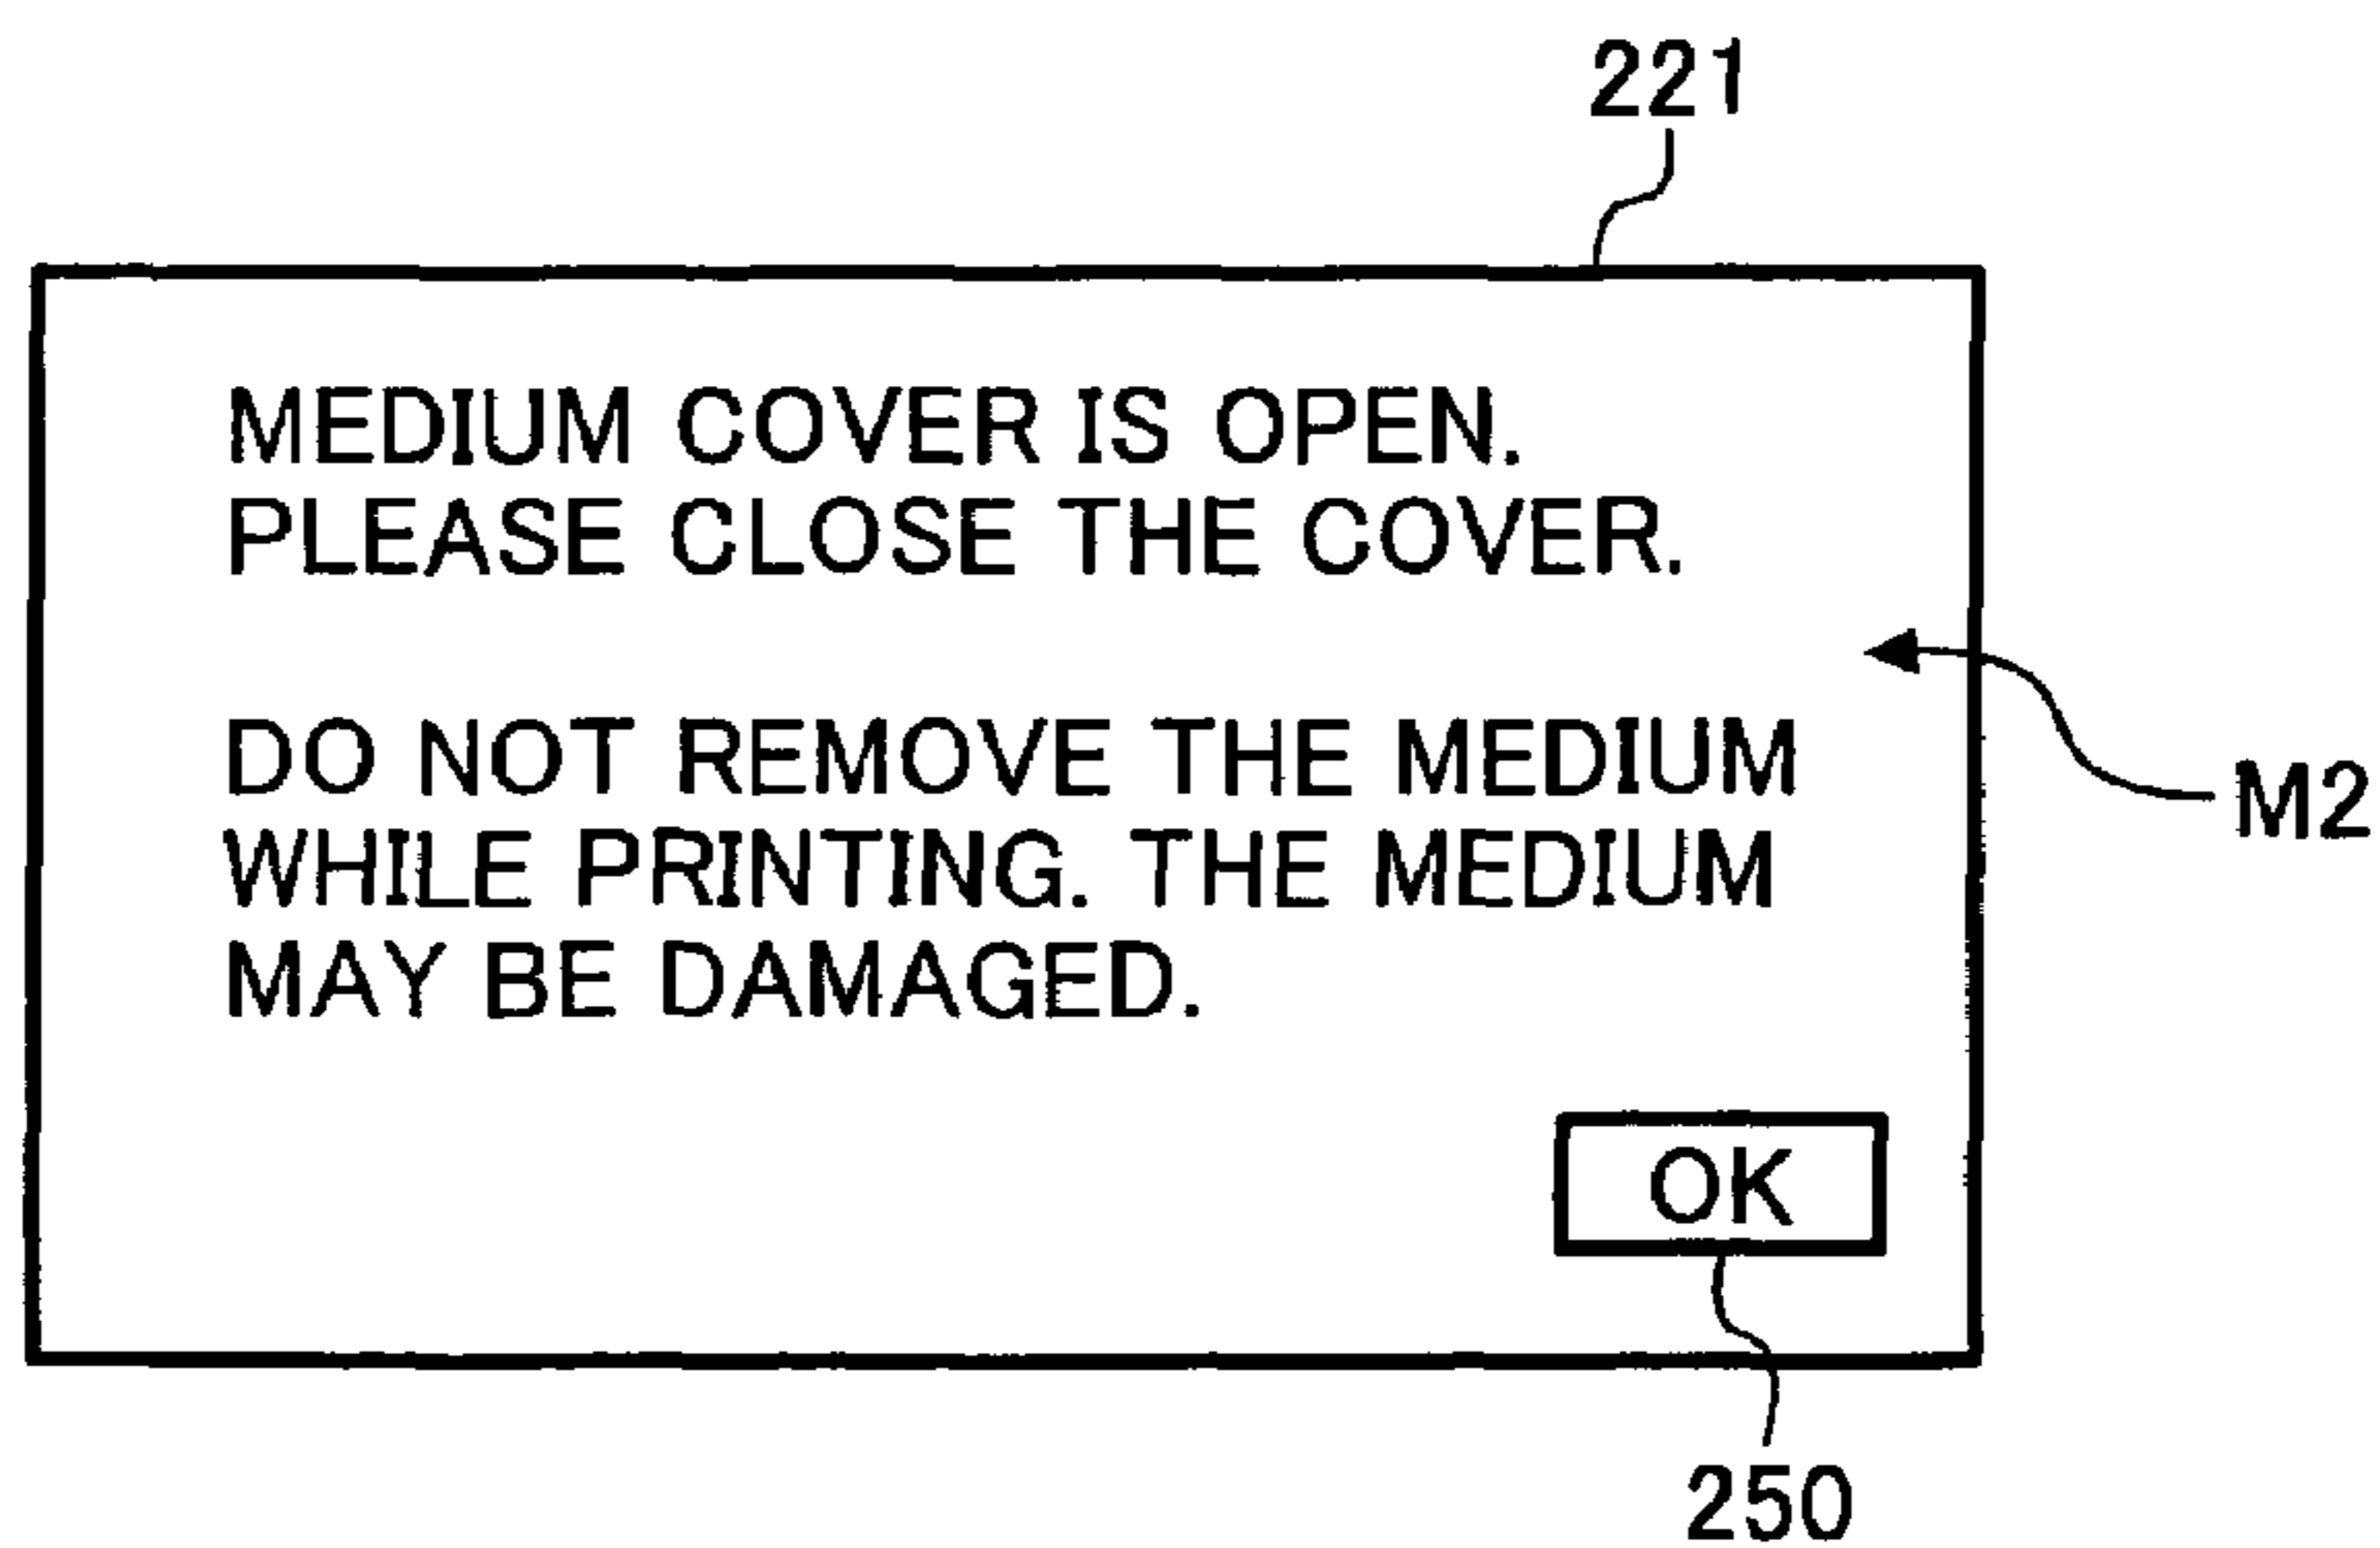 221
MEDIUM COVER IS OPEN.
PLEASE CLOSE THE COVER.
DO NOT REMOVE THE MEDIUM
WHILE PRINTING. THE MEDIUM
MAY BE DAMAGED.
M2
OK
250